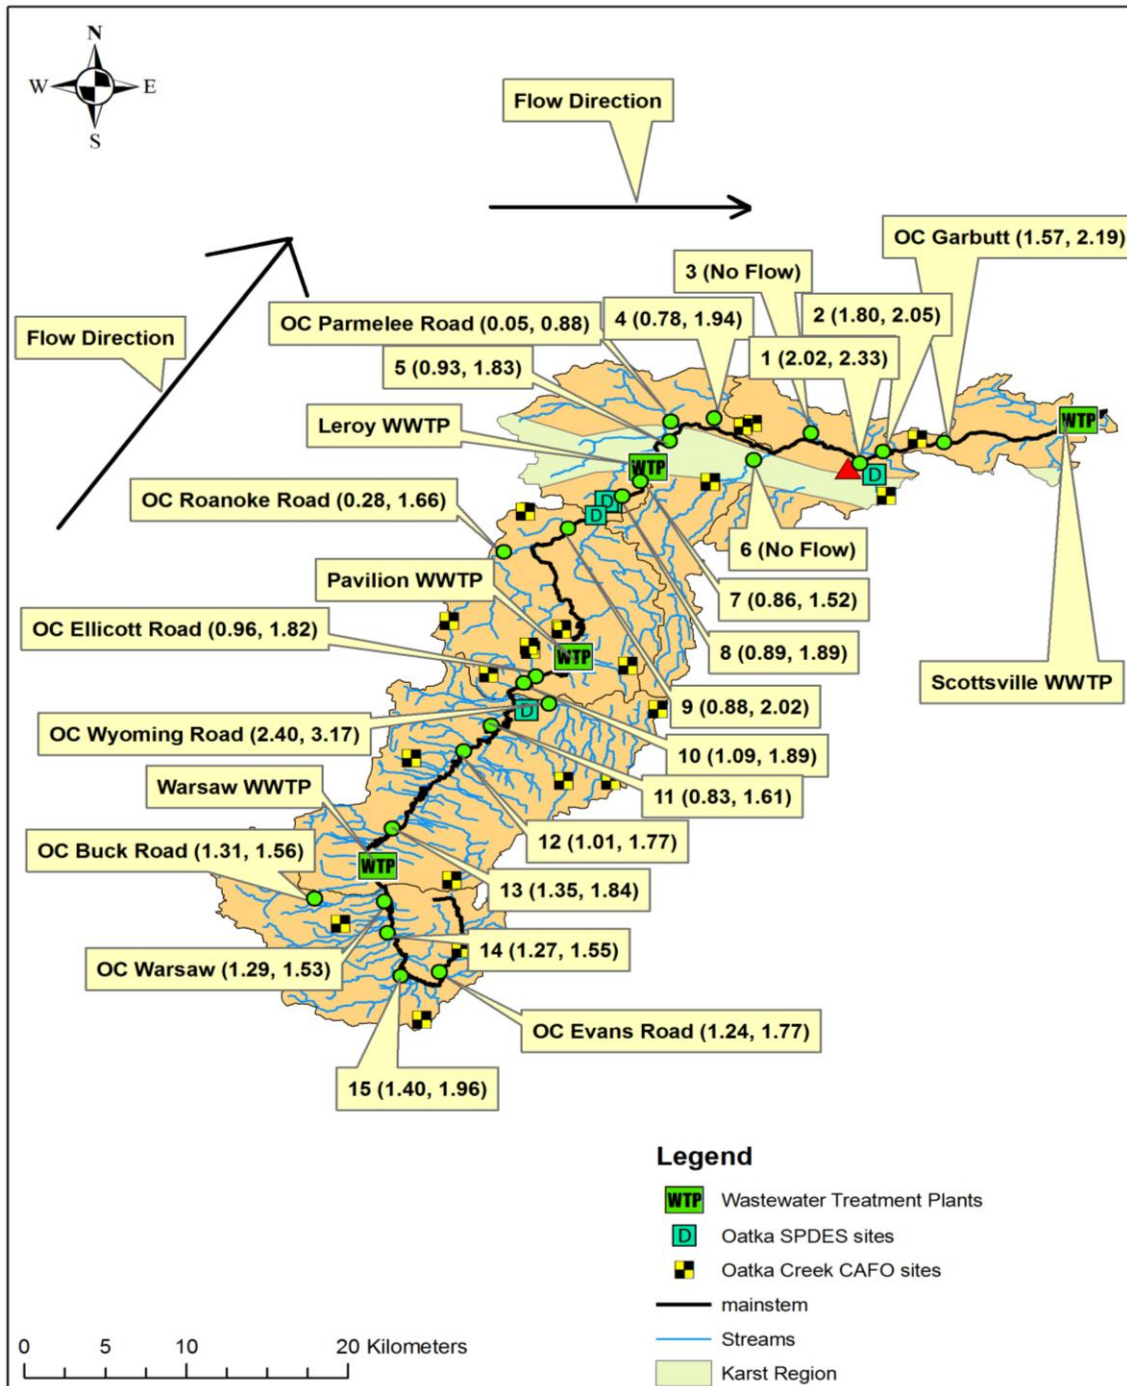 N
W
E
S
Flow Direction
OC Garbutt (1.57, 2.19)
3 (No Flow)
OC Parmelee Road (0.05, 0.88)
4 (0.78, 1.94)
2 (1.80, 2.05)
Flow Direction
5 (0.93, 1.83)
1 (2.02, 2.33)
Leroy WWTP
WTP
WTP
D
OC Roanoke Road (0.28, 1.66)
D
D
6 (No Flow)
Pavilion WWTP
7 (0.86, 1.52)
OC Ellicott Road (0.96, 1.82)
WTP
8 (0.89, 1.89)
Scottsville WWTP
D
9 (0.88, 2.02)
OC Wyoming Road (2.40, 3.17)
10 (1.09, 1.89)
Warsaw WWTP
11 (0.83, 1.61)
12 (1.01, 1.77)
OC Buck Road (1.31, 1.56)
WTP
13 (1.35, 1.84)
14 (1.27, 1.55)
OC Warsaw (1.29, 1.53)
OC Evans Road (1.24, 1.77)
15 (1.40, 1.96)
Legend
WTP Wastewater Treatment Plants
D Oatka SPDES sites
Oatka Creek CAFO sites
mainstem
Streams
Karst Region
0 5 10 20 Kilometers